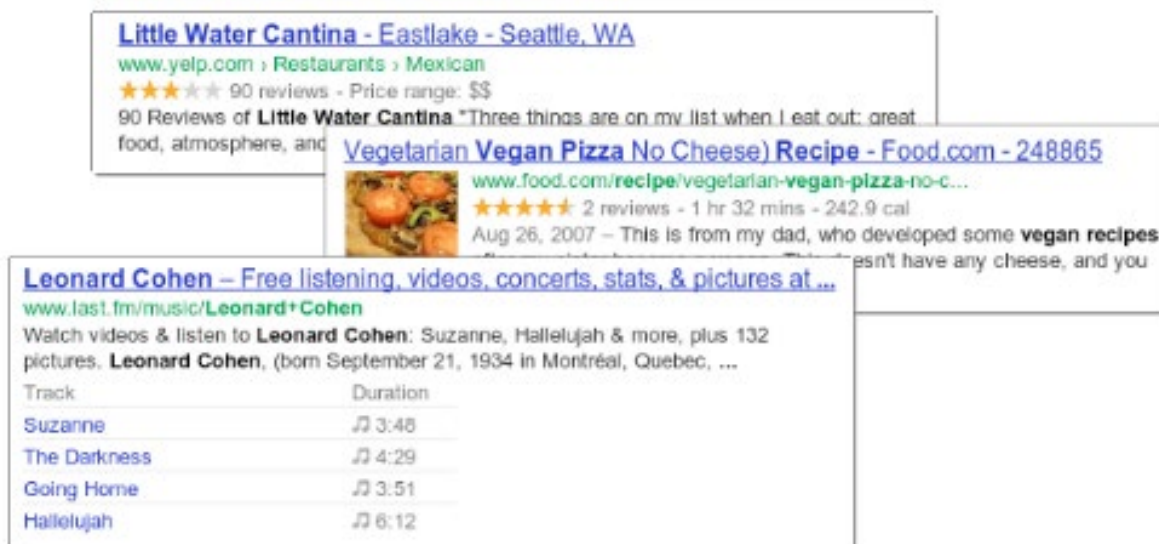 Little Water Cantina - Eastlake - Seattle, WA
www.yelp.com › Restaurants › Mexican
90 reviews - Price range: $$
90 Reviews of Little Water Cantina "Three things are on my list when I eat out: great
food, atmosphere, and
Vegetarian Vegan Pizza No Cheese) Recipe - Food.com - 248865
www.food.com/recipe/vegetarian-vegan-pizza-no-c...
2 reviews - 1 hr 32 mins - 242.9 cal
Aug 26, 2007 – This is from my dad, who developed some vegan recipes
esn't have any cheese, and you
Leonard Cohen – Free listening, videos, concerts, stats, & pictures at ...
www.last.fm/music/Leonard+Cohen
Watch videos & listen to Leonard Cohen: Suzanne, Hallelujah & more, plus 132
pictures. Leonard Cohen, (born September 21, 1934 in Montréal, Quebec, ...
Track Duration
Suzanne 3:48
The Darkness 4:29
Going Home 3:51
Hallelujah 6:12